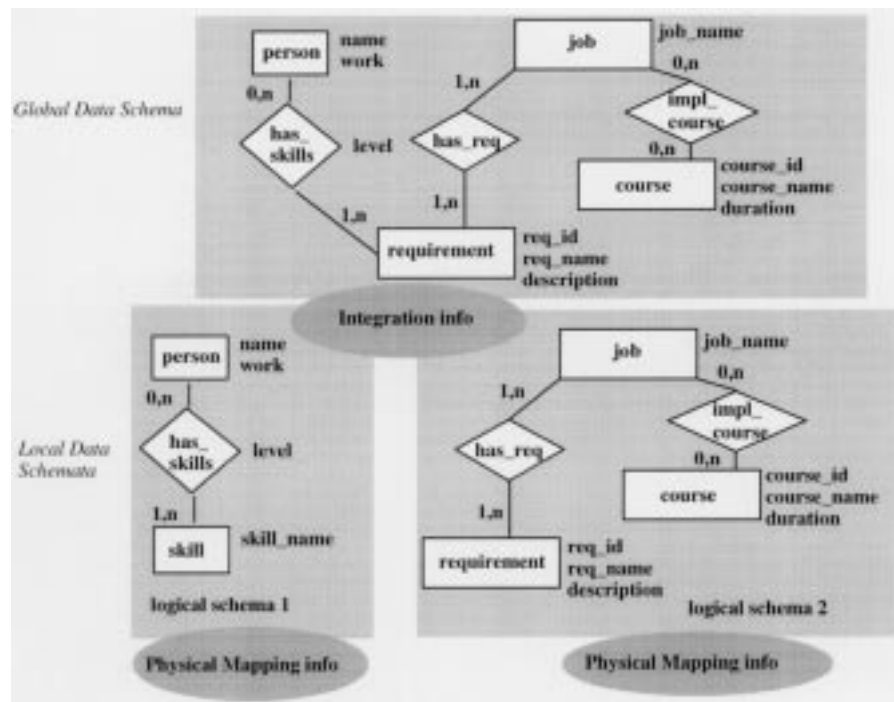 name
work
person
job
job_name
0,n
1,n
0,n
Global Data Schema
has_
skills
level
has_req
impl_
course
0,n
course
course_id
course_name
duration
1,n
1,n
requirement
req_id
req_name
description
Integration info
person
name
work
0,n
has_
skills
level
1,n
skill
skill_name
logical schema 1
Physical Mapping info
Local Data
Schemata
job
job_name
1,n
0,n
has_req
impl_
course
0,n
1,n
course
course_id
course_name
duration
requirement
req_id
req_name
description
logical schema 2
Physical Mapping info